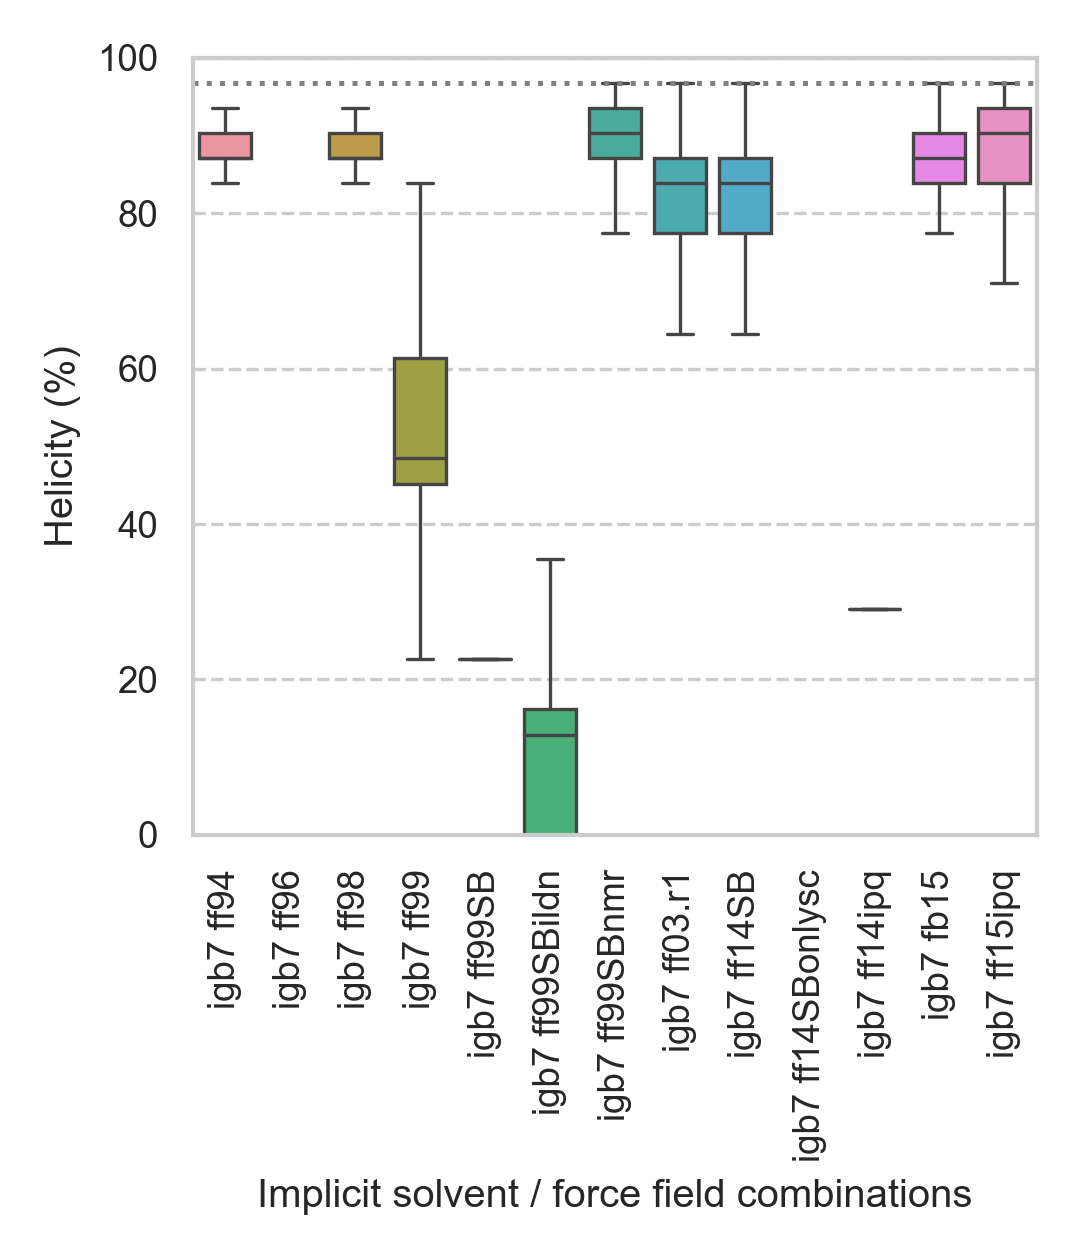 100
80
60
40
20
0
Helicity (%)
igb7 ff94
igb7 ff96
igb7 ff98
igb7 ff99
igb7 ff99SB
igb7 ff99SBildn
igb7 ff99SBnmr
igb7 ff03.r1
igb7 ff14SB
igb7 ff14SBonlysc
igb7 ff14ipq
igb7 fb15
igb7 ff15ipq
Implicit solvent / force field combinations